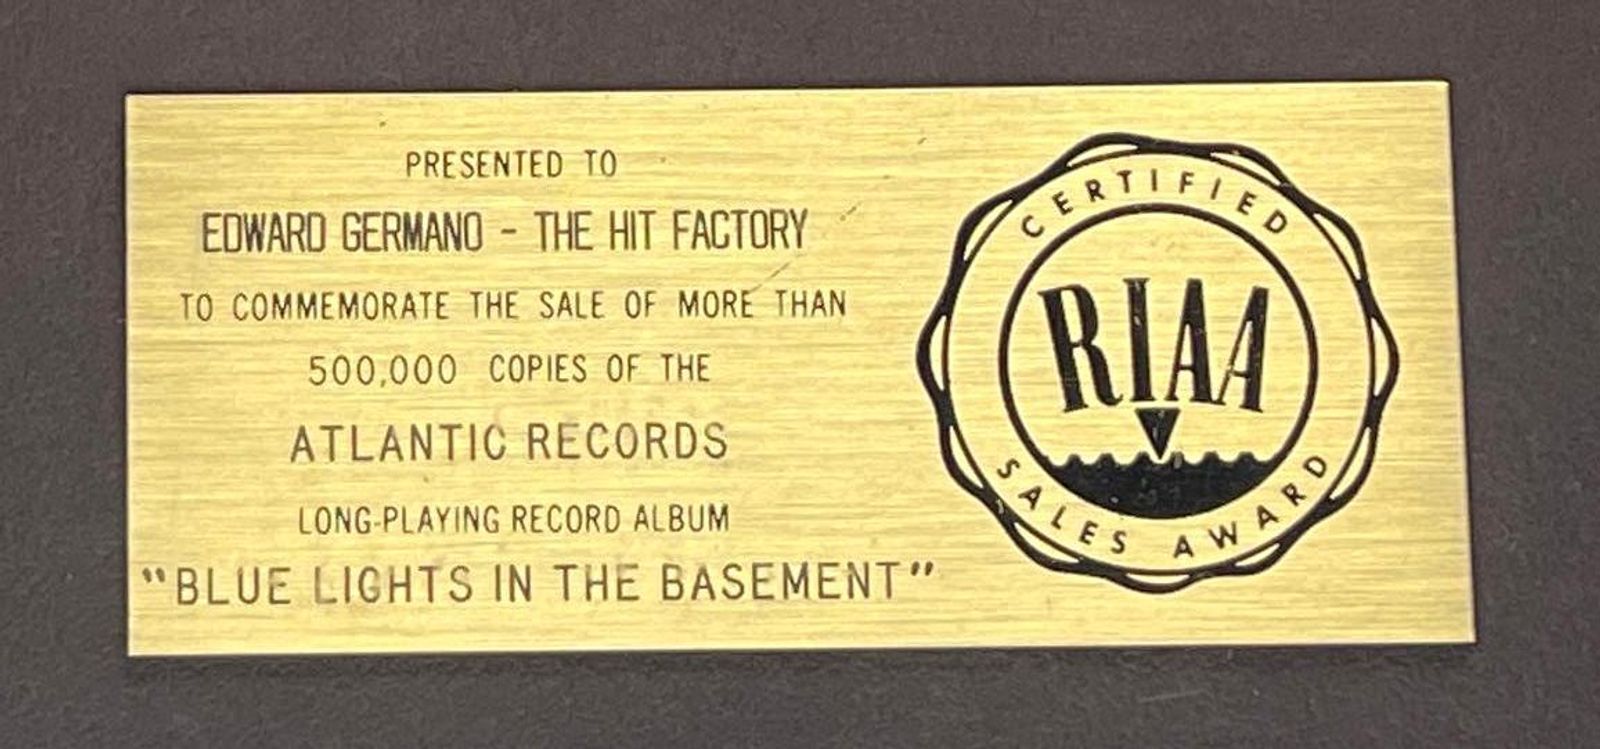 PRESENTED TO
EDWARD GERMANO - THE HIT FACTORY
TO COMMEMORATE THE SALE OF MORE THAN
500,000 COPIES OF THE
ATLANTIC RECORDS
LONG-PLAYING RECORD ALBUM
"BLUE LIGHTS IN THE BASEMENT"
CERTIFIED
RIAA
SALES AWARD